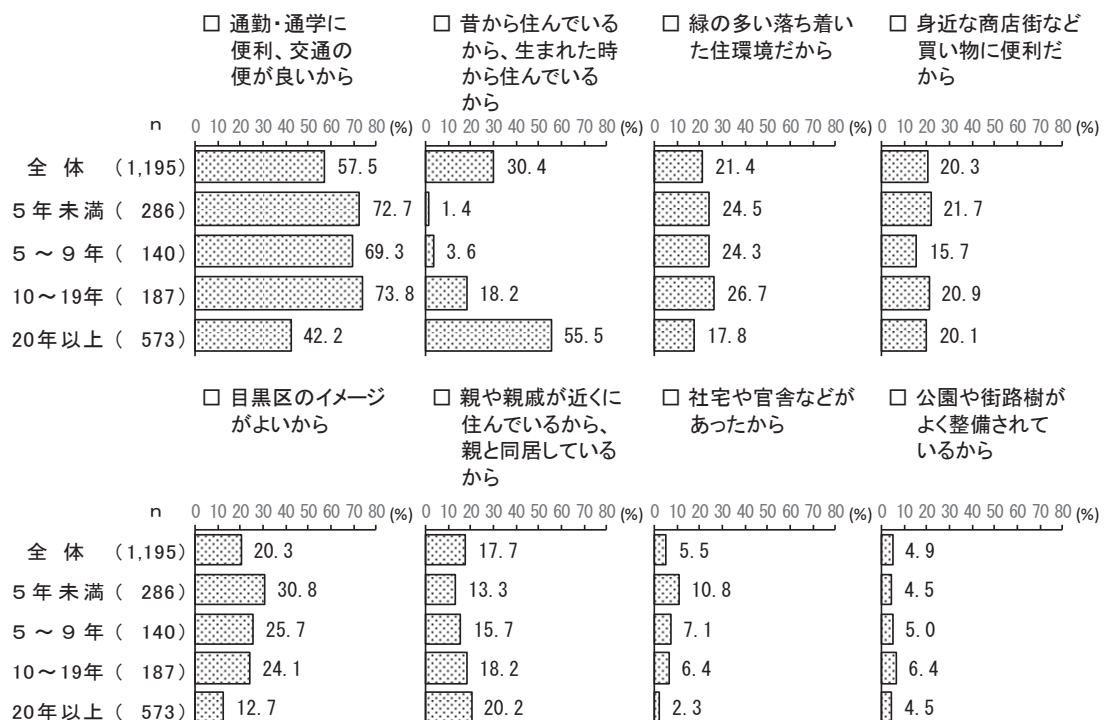 □ 通勤・通学に
便利、交通の
便が良いから
□ 昔から住んでいる
から、生まれた時
から住んでいる
から
□ 緑の多い落ち着い
た住環境だから
□ 身近な商店街など
買い物に便利だ
から
n 0 10 20 30 40 50 60 70 80 (%) 0 10 20 30 40 50 60 70 80 (%) 0 10 20 30 40 50 60 70 80 (%) 0 10 20 30 40 50 60 70 80 (%)
全 体 (1,195) 57.5 30.4 21.4 20.3
5年未満 ( 286) 72.7 1.4 24.5 21.7
5～9年 ( 140) 69.3 3.6 24.3 15.7
10～19年 ( 187) 73.8 18.2 26.7 20.9
20年以上 ( 573) 42.2 55.5 17.8 20.1
□ 目黒区のイメージ
がよいから
□ 親や親戚が近くに
住んでいるから、
親と同居している
から
□ 社宅や官舎などが
あったから
□ 公園や街路樹が
よく整備されて
いるから
n 0 10 20 30 40 50 60 70 80 (%) 0 10 20 30 40 50 60 70 80 (%) 0 10 20 30 40 50 60 70 80 (%) 0 10 20 30 40 50 60 70 80 (%)
全 体 (1,195) 20.3 17.7 5.5 4.9
5年未満 ( 286) 30.8 13.3 10.8 4.5
5～9年 ( 140) 25.7 15.7 7.1 5.0
10～19年 ( 187) 24.1 18.2 6.4 6.4
20年以上 ( 573) 12.7 20.2 2.3 4.5